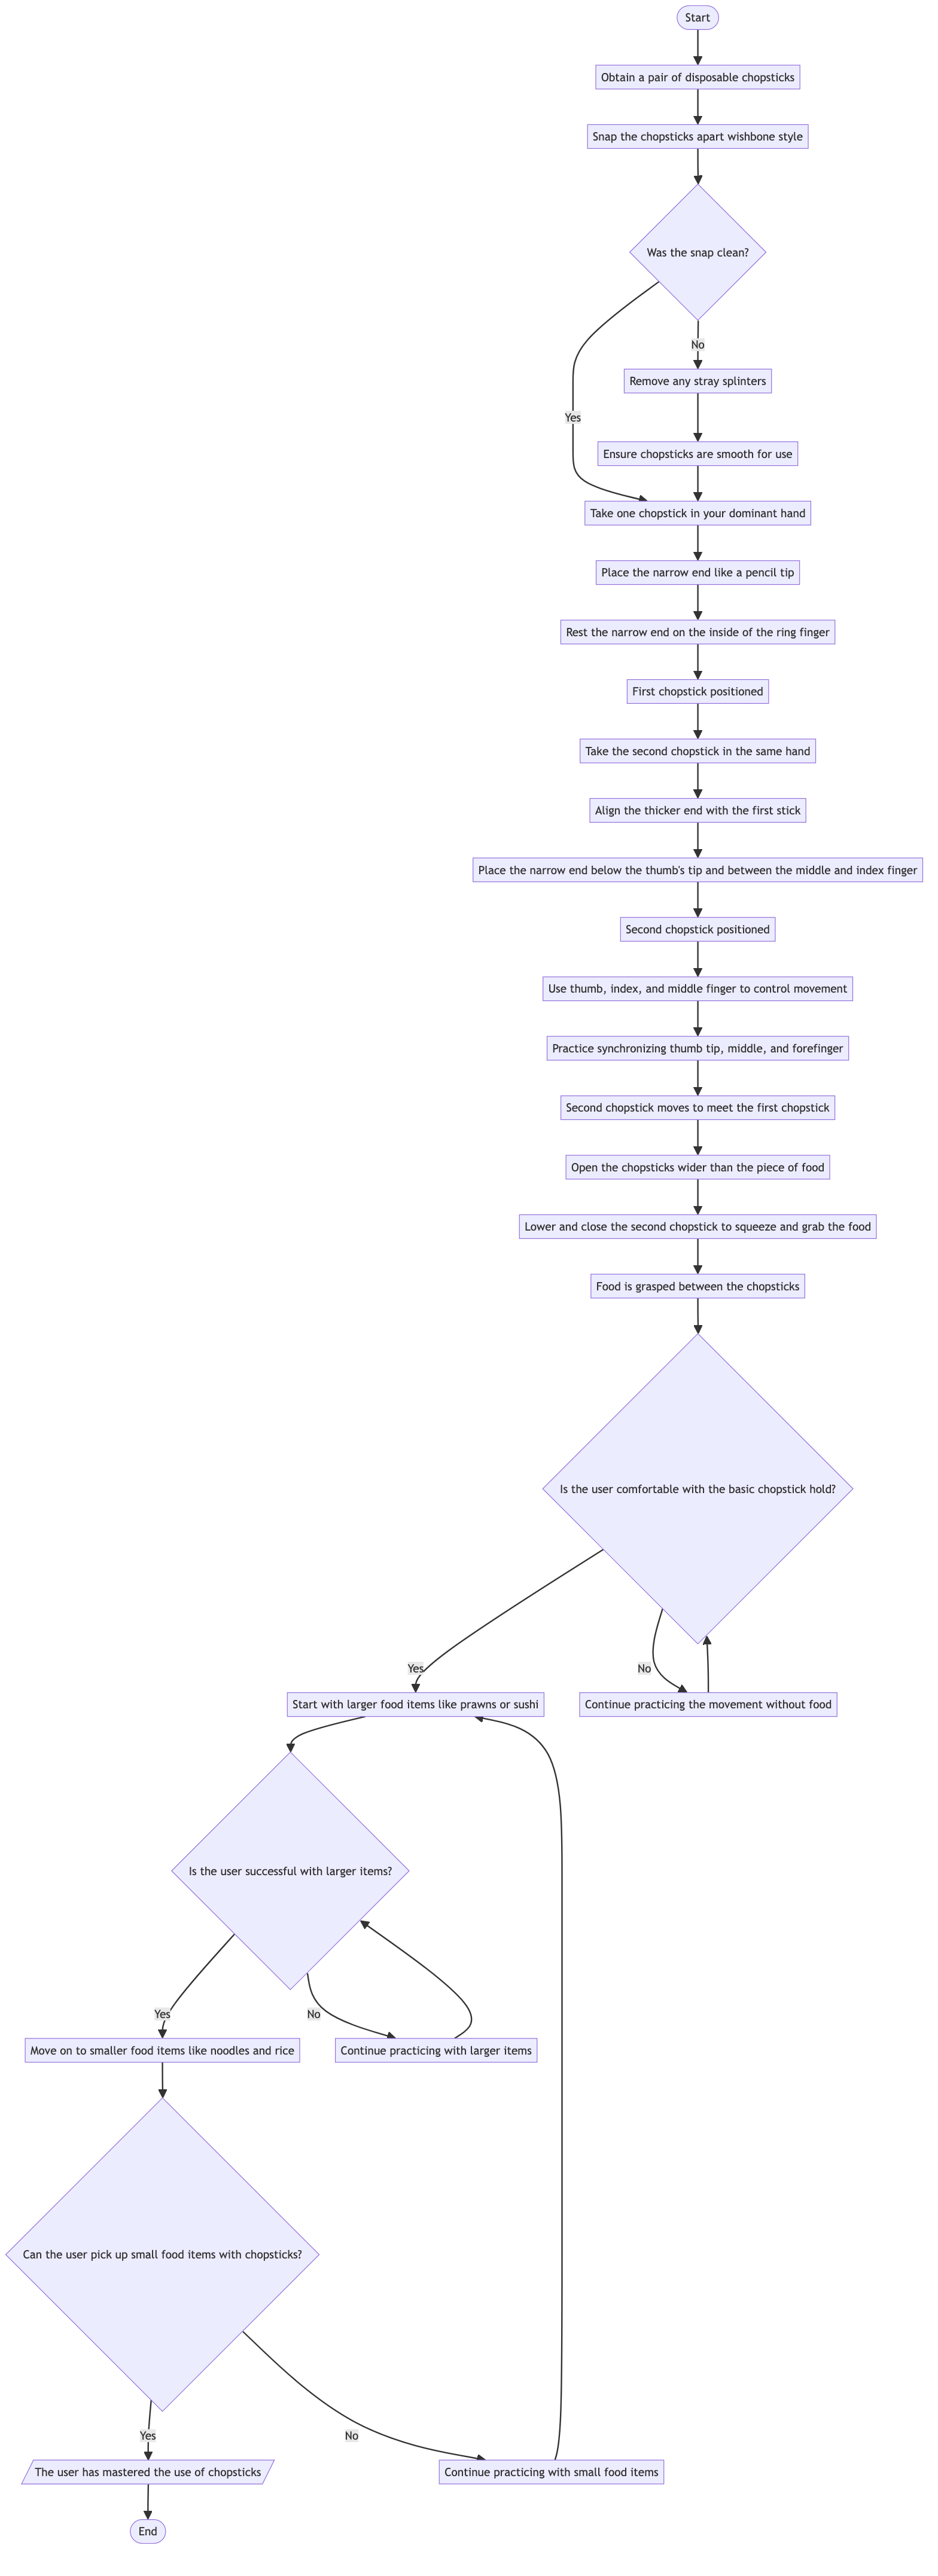 Start
Obtain a pair of disposable chopsticks
Snap the chopsticks apart wishbone style
Was the snap clean?
No
Remove any stray splinters
Yes
Ensure chopsticks are smooth for use
Take one chopstick in your dominant hand
Place the narrow end like a pencil tip
Rest the narrow end on the inside of the ring finger
First chopstick positioned
Take the second chopstick in the same hand
Align the thicker end with the first stick
Place the narrow end below the thumb's tip and between the middle and index finger
Second chopstick positioned
Use thumb, index, and middle finger to control movement
Practice synchronizing thumb tip, middle, and forefinger
Second chopstick moves to meet the first chopstick
Open the chopsticks wider than the piece of food
Lower and close the second chopstick to squeeze and grab the food
Food is grasped between the chopsticks
Is the user comfortable with the basic chopstick hold?
Yes
No
Start with larger food items like prawns or sushi
Continue practicing the movement without food
Is the user successful with larger items?
Yes
No
Move on to smaller food items like noodles and rice
Continue practicing with larger items
Can the user pick up small food items with chopsticks?
Yes
No
The user has mastered the use of chopsticks
Continue practicing with small food items
End